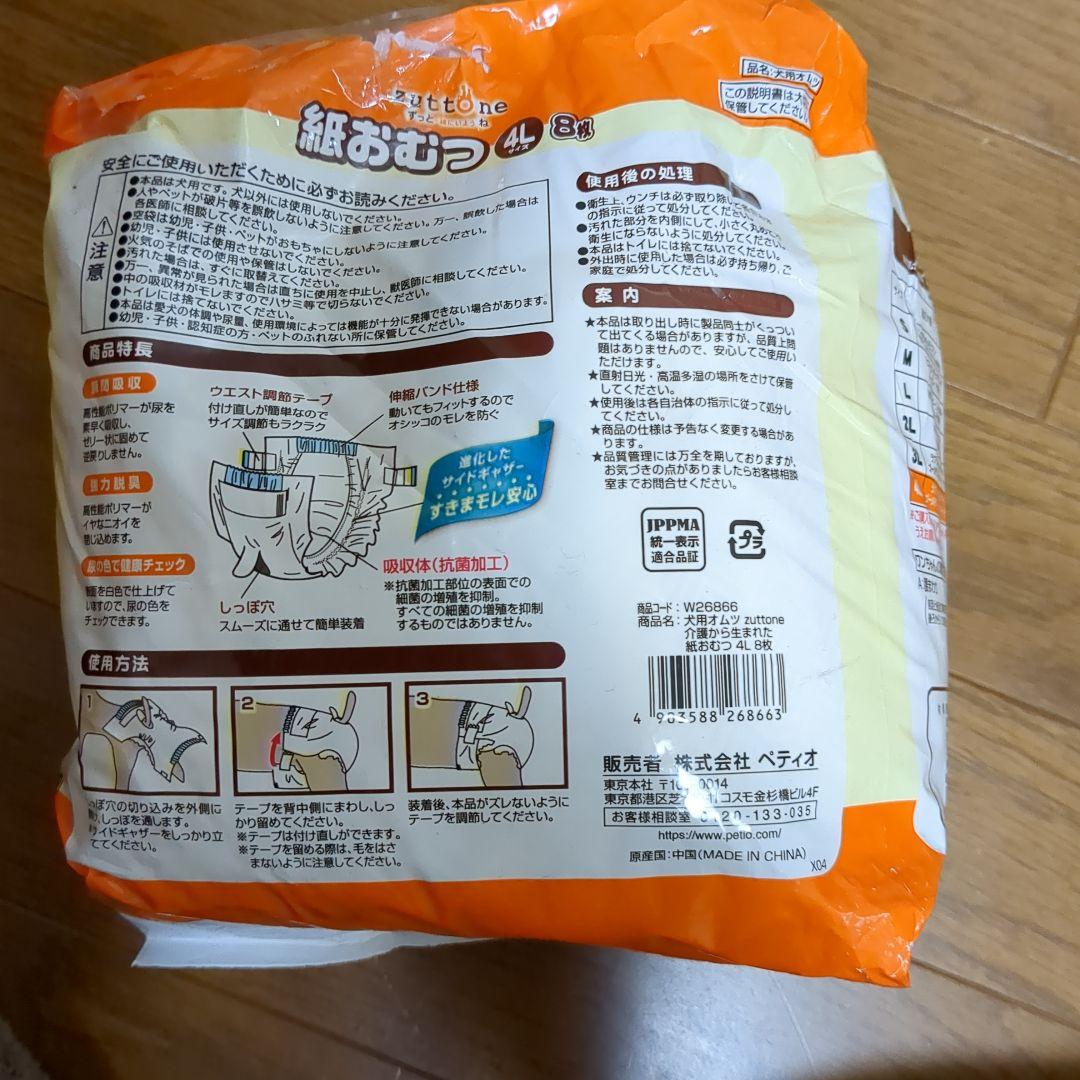 zuttone
ずっと
紙おむつ 4L サイズ 8枚
品名:犬用オムツ
この説明書は大
保管してください
安全にご使用いただくために必ずお読みください。
注意
●本品は犬用です。犬以外には使用しないでください。
●人やペットが破片等を誤飲しないように注意してください。万一、誤飲した場合は
各医師に相談してください。
●空袋は幼児・子供・ペットがおもちゃにしないように注意してください。
●幼児・子供には使用させないでください。
●火気のそばでの使用や保管はしないでください。
●汚れた場合は、すぐに取替えてください。
●万一、異常が見られた場合は直ちに使用を中止し、獣医師に相談してください。
●中の吸収材がモレますのでハサミ等で切らないでください。
●トイレには捨てないでください。
●本品は愛犬の体調や尿量、使用環境によっては機能が十分に発揮できない場合があります。
●幼児・子供・認知症の方・ペットのふれない所に保管してください。
商品特長
瞬間吸収
高性能ポリマーが尿を
素早く吸収し、
ゼリー状に固めて
逆戻りしません。
強力脱臭
高性能ポリマーが
イヤなニオイを
閉じ込めます。
尿の色で健康チェック
表面を白色で仕上げて
いますので、尿の色を
チェックできます。
ウエスト調節テープ
付け直しが簡単なので
サイズ調節もラクラク
伸縮バンド仕様
動いてもフィットするので
オシッコのモレを防ぐ
進化した
サイドギャザー
すきまモレ安心
吸収体(抗菌加工)
※抗菌加工部位の表面での
細菌の増殖を抑制。
すべての細菌の増殖を抑制
するものではありません。
しっぽ穴
スムーズに通せて簡単装着
使用方法
1
しっぽ穴の切り込みを外側に
しっぽを通します。
サイドギャザーをしっかり立
ててください。
2
テープを背中側にまわし、しっ
かり留めてください。
※テープは付け直しができます。
※テープを留める際は、毛をはさ
まないように注意してください。
3
装着後、本品がズレないように
テープを調節してください。
使用後の処理
●衛生上、ウンチは必ず取り除い
の指示に従って処分してください。
●汚れた部分を内側にして、小さく丸め
衛生にならないように処分してください。
●本品はトイレには捨てないでください。
●外出時に使用した場合は必ず持ち帰り、ご
家庭で処分してください。
案内
★本品は取り出し時に製品同士がくっつい
て出てくる場合がありますが、品質上問
題はありませんので、安心してご使用い
ただけます。
★直射日光・高温多湿の場所をさけて保管
してください。
★使用後は各自治体の指示に従って処分し
てください。
★商品の仕様は予告なく変更する場合があ
ります。
★品質管理には万全を期しておりますが、
お気づきの点がありましたらお客様相談
室までお問合せください。
JPPMA
統一表示
適合品証
プラ
商品コード:W26866
商品名:犬用オムツ zuttone
介護から生まれた
紙おむつ 4L 8枚
4 903588 268663
販売者 株式会社 ペティオ
東京本社 〒10 0014
東京都港区芝 コスモ金杉橋ビル4F
お客様相談室 0120-133-035
https://www.petio.com/
原産国:中国(MADE IN CHINA)
X04
M
L
2L
3L